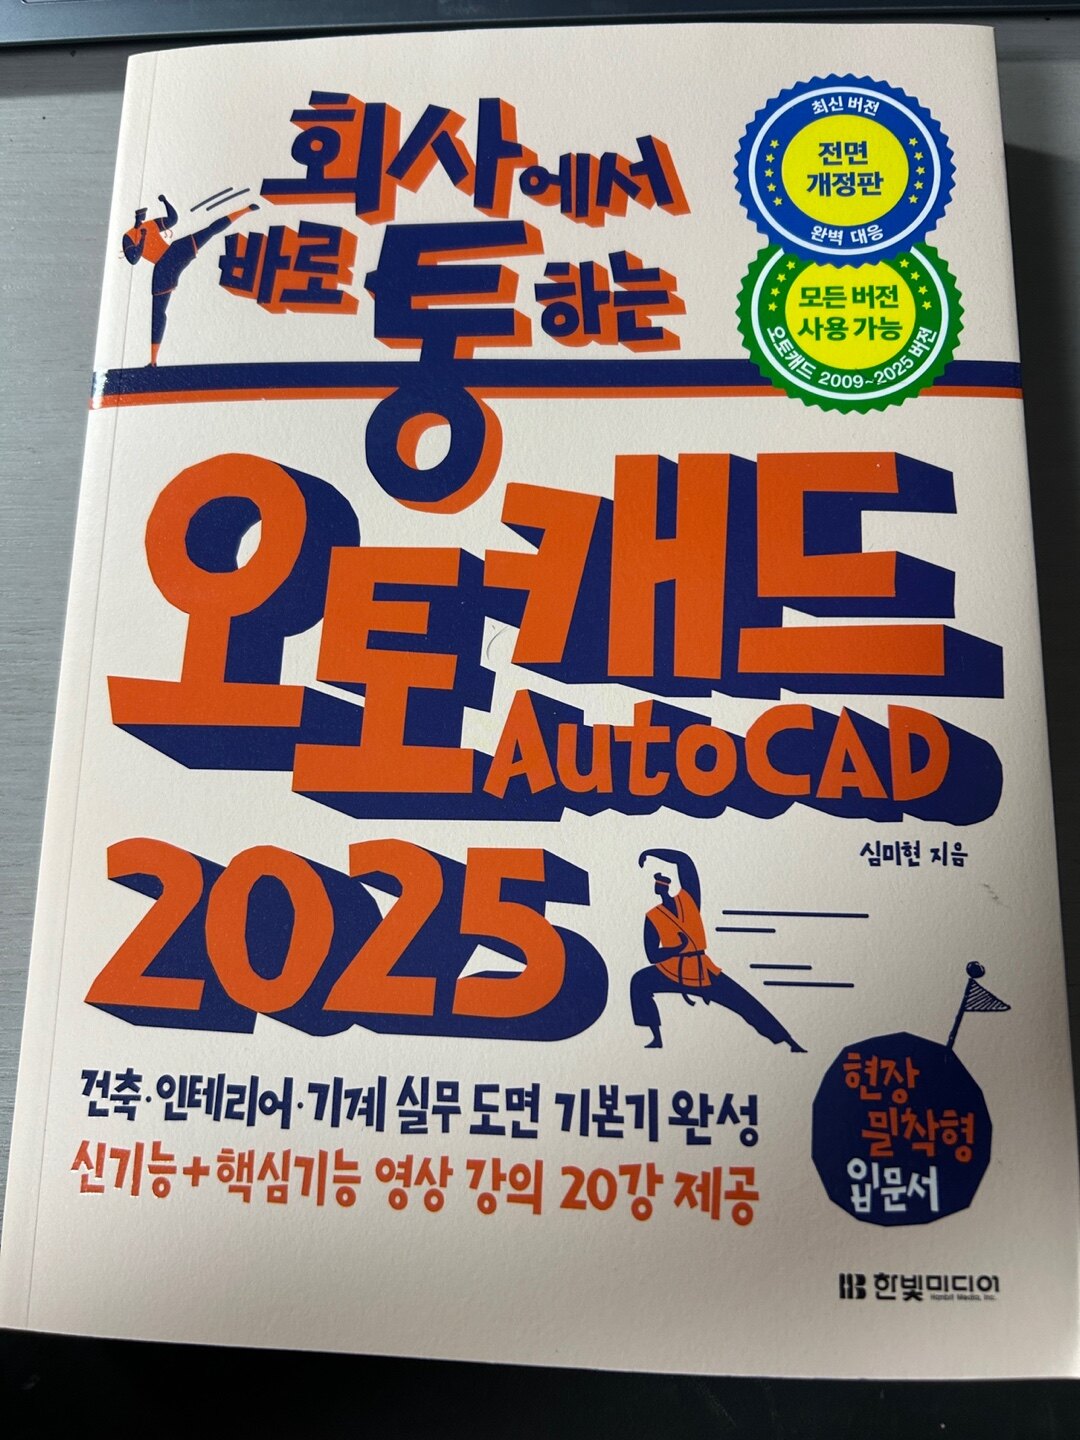 회사에서
바로 통하는
최신 버전
전면
개정판
완벽 대응
모든 버전
사용 가능
오토캐드 2009~2025 버전
오토캐드
AutoCAD
2025
심미현 지음
건축·인테리어·기계 실무 도면 기본기 완성
신기능+핵심기능 영상 강의 20강 제공
현장
밀착형
입문서
한빛미디어
Hanbit Media, Inc.